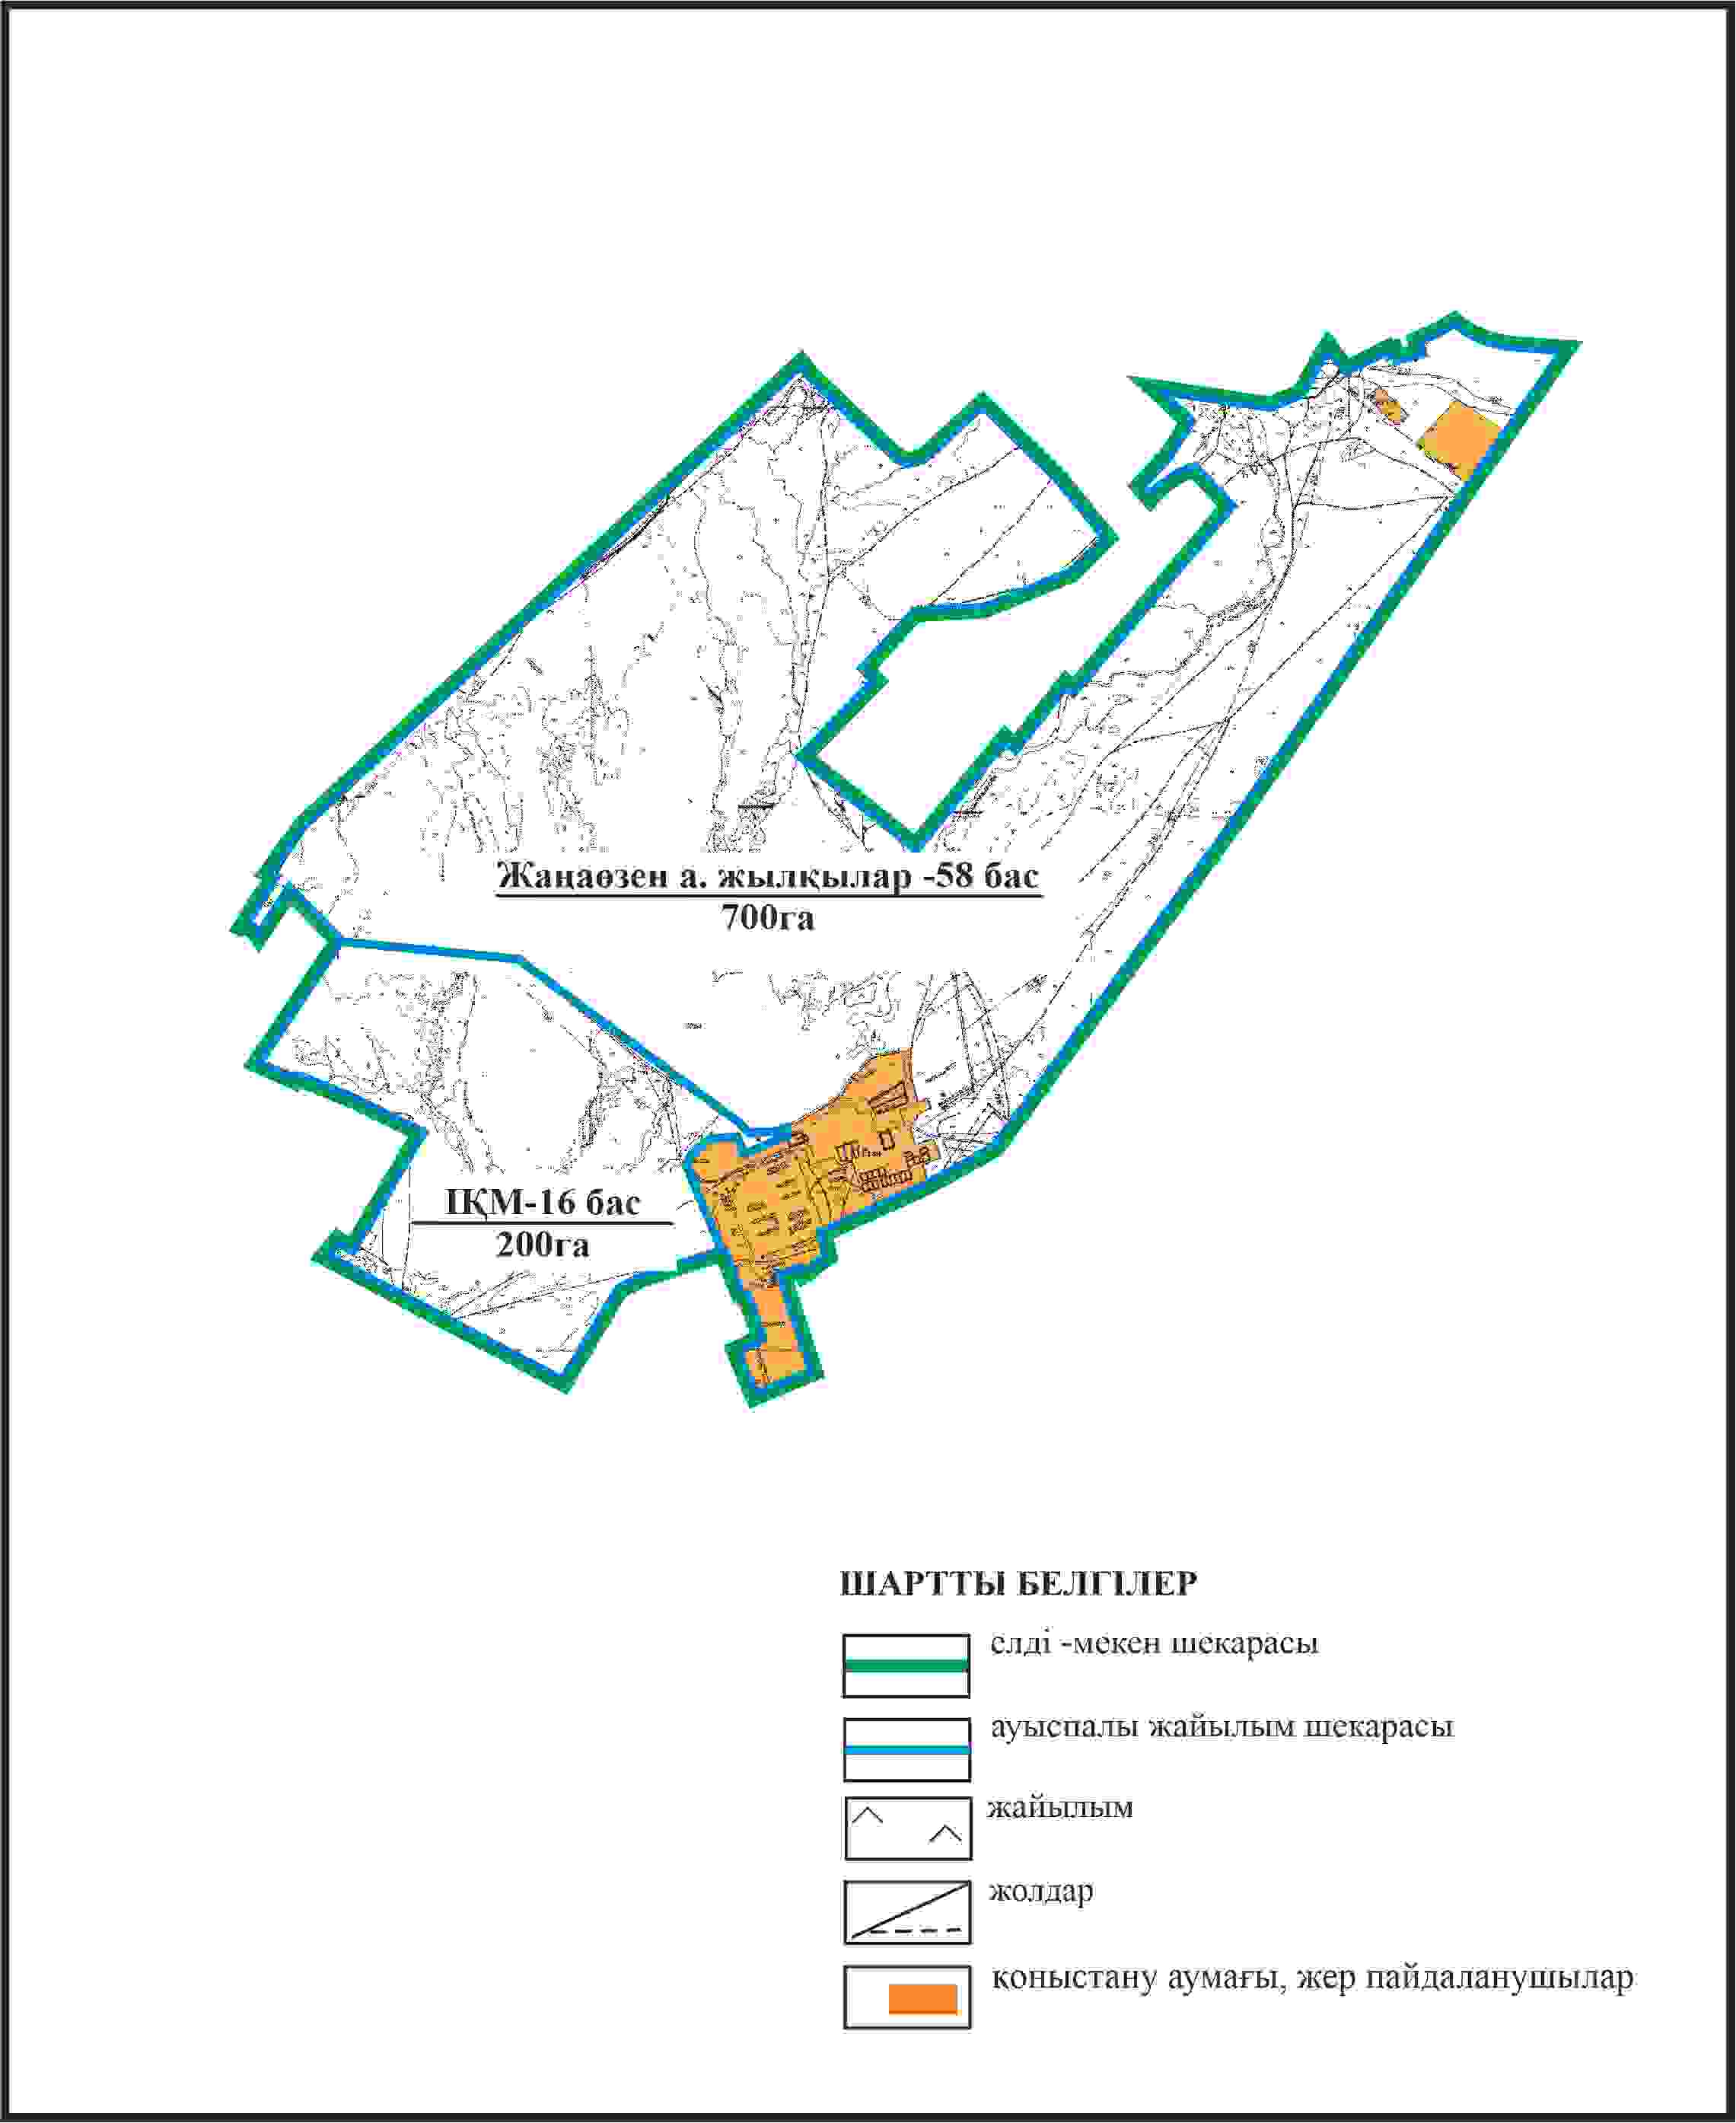 Жаңаөзен а. жылқылар -58 бас
700га
ІҚМ-16 бас
200га
ШАРТТЫ БЕЛГІЛЕР
елді -мекен шекарасы
ауыспалы жайылым шекарасы
жайылым
жолдар
қоныстану аумағы, жер пайдаланушылар